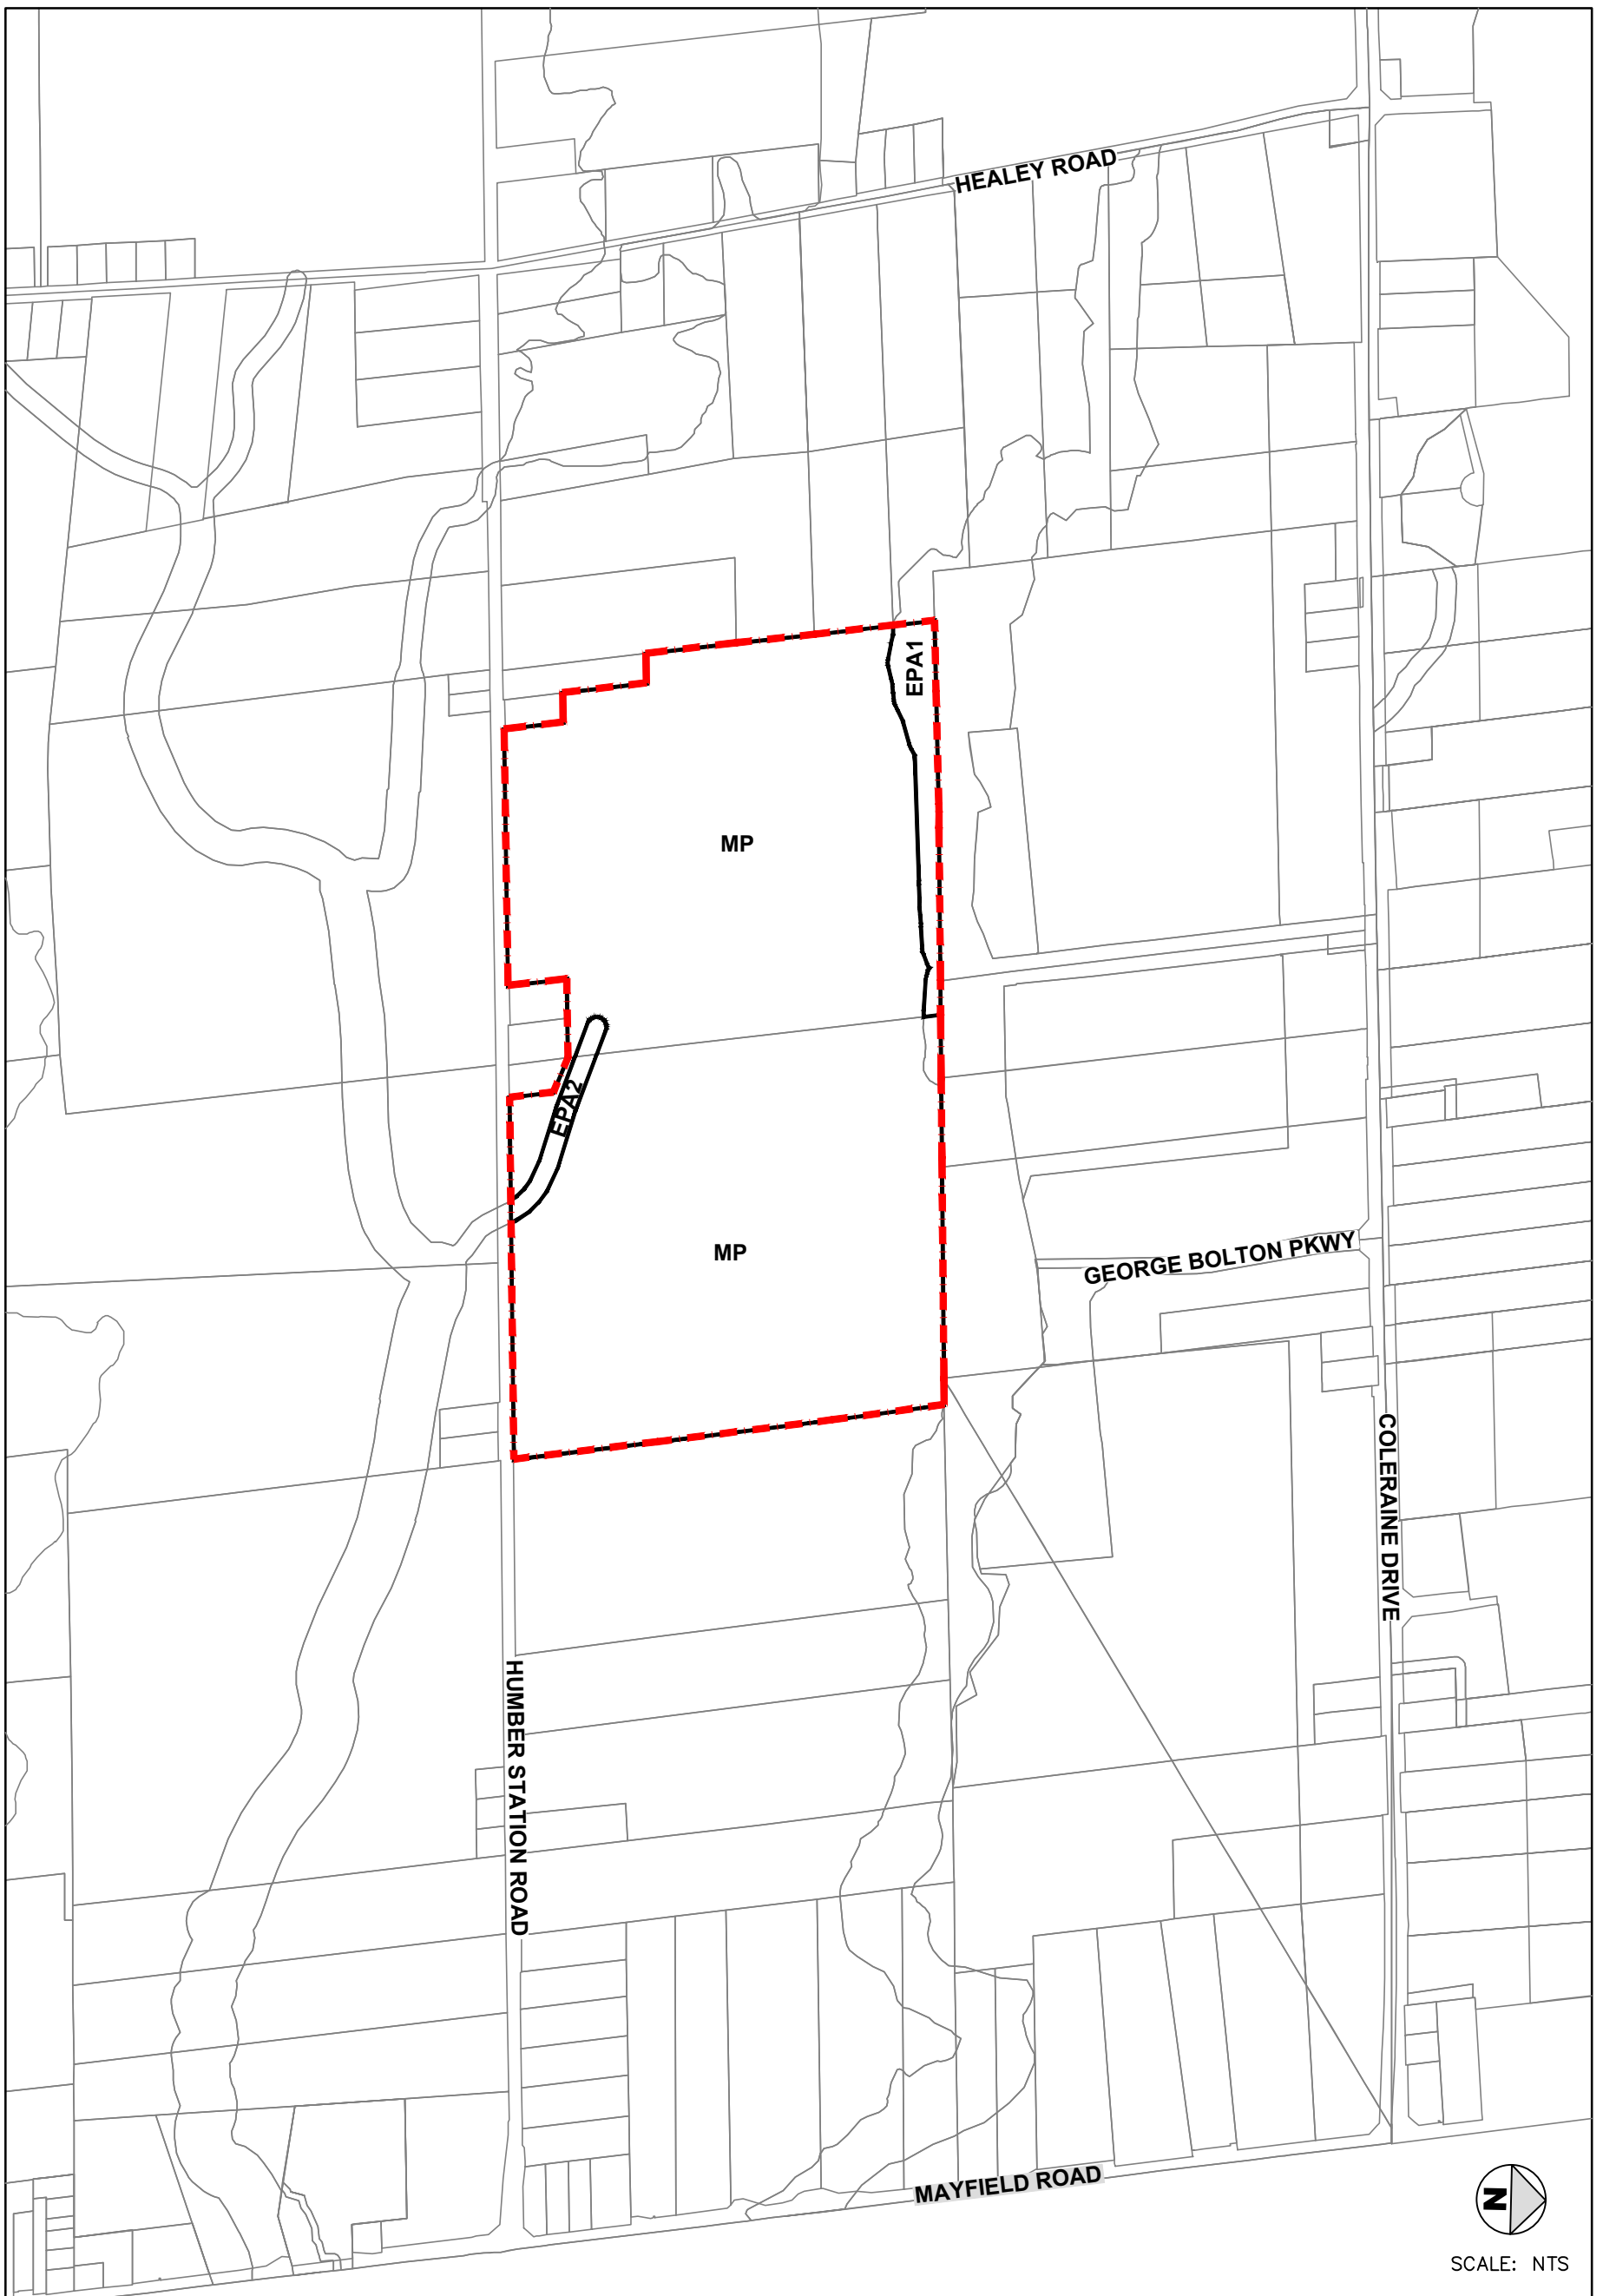 HEALEY ROAD
EPA1
MP
EPA2
MP
GEORGE BOLTON PKWY
COLERAINE DRIVE
HUMBER STATION ROAD
MAYFIELD ROAD
N
SCALE: NTS